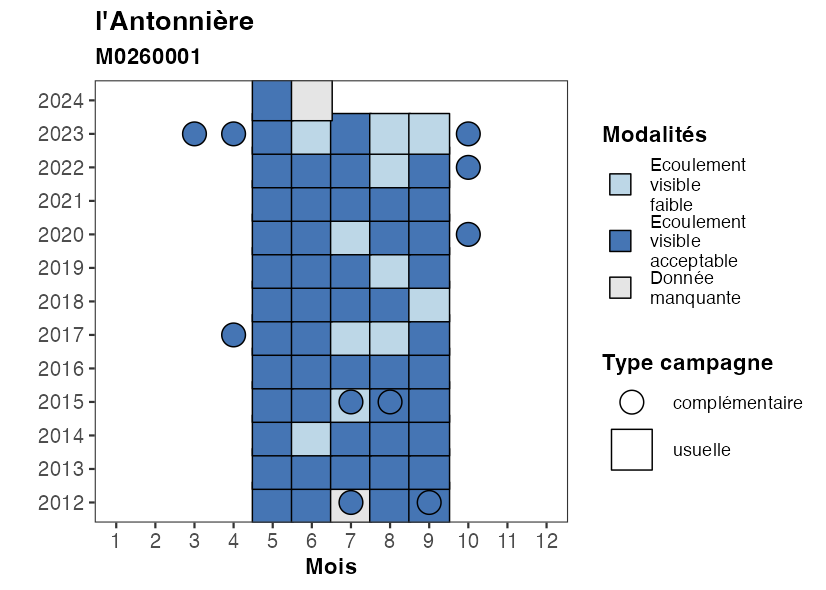 l'Antonnière
M0260001
2024
2023
2022
2021
2020
2019
2018
2017
2016
2015
2014
2013
2012
1 2 3 4 5 6 7 8 9 10 11 12
Mois
Modalités
Ecoulement
visible
faible
Ecoulement
visible
acceptable
Donnée
manquante
Type campagne
complémentaire
usuelle